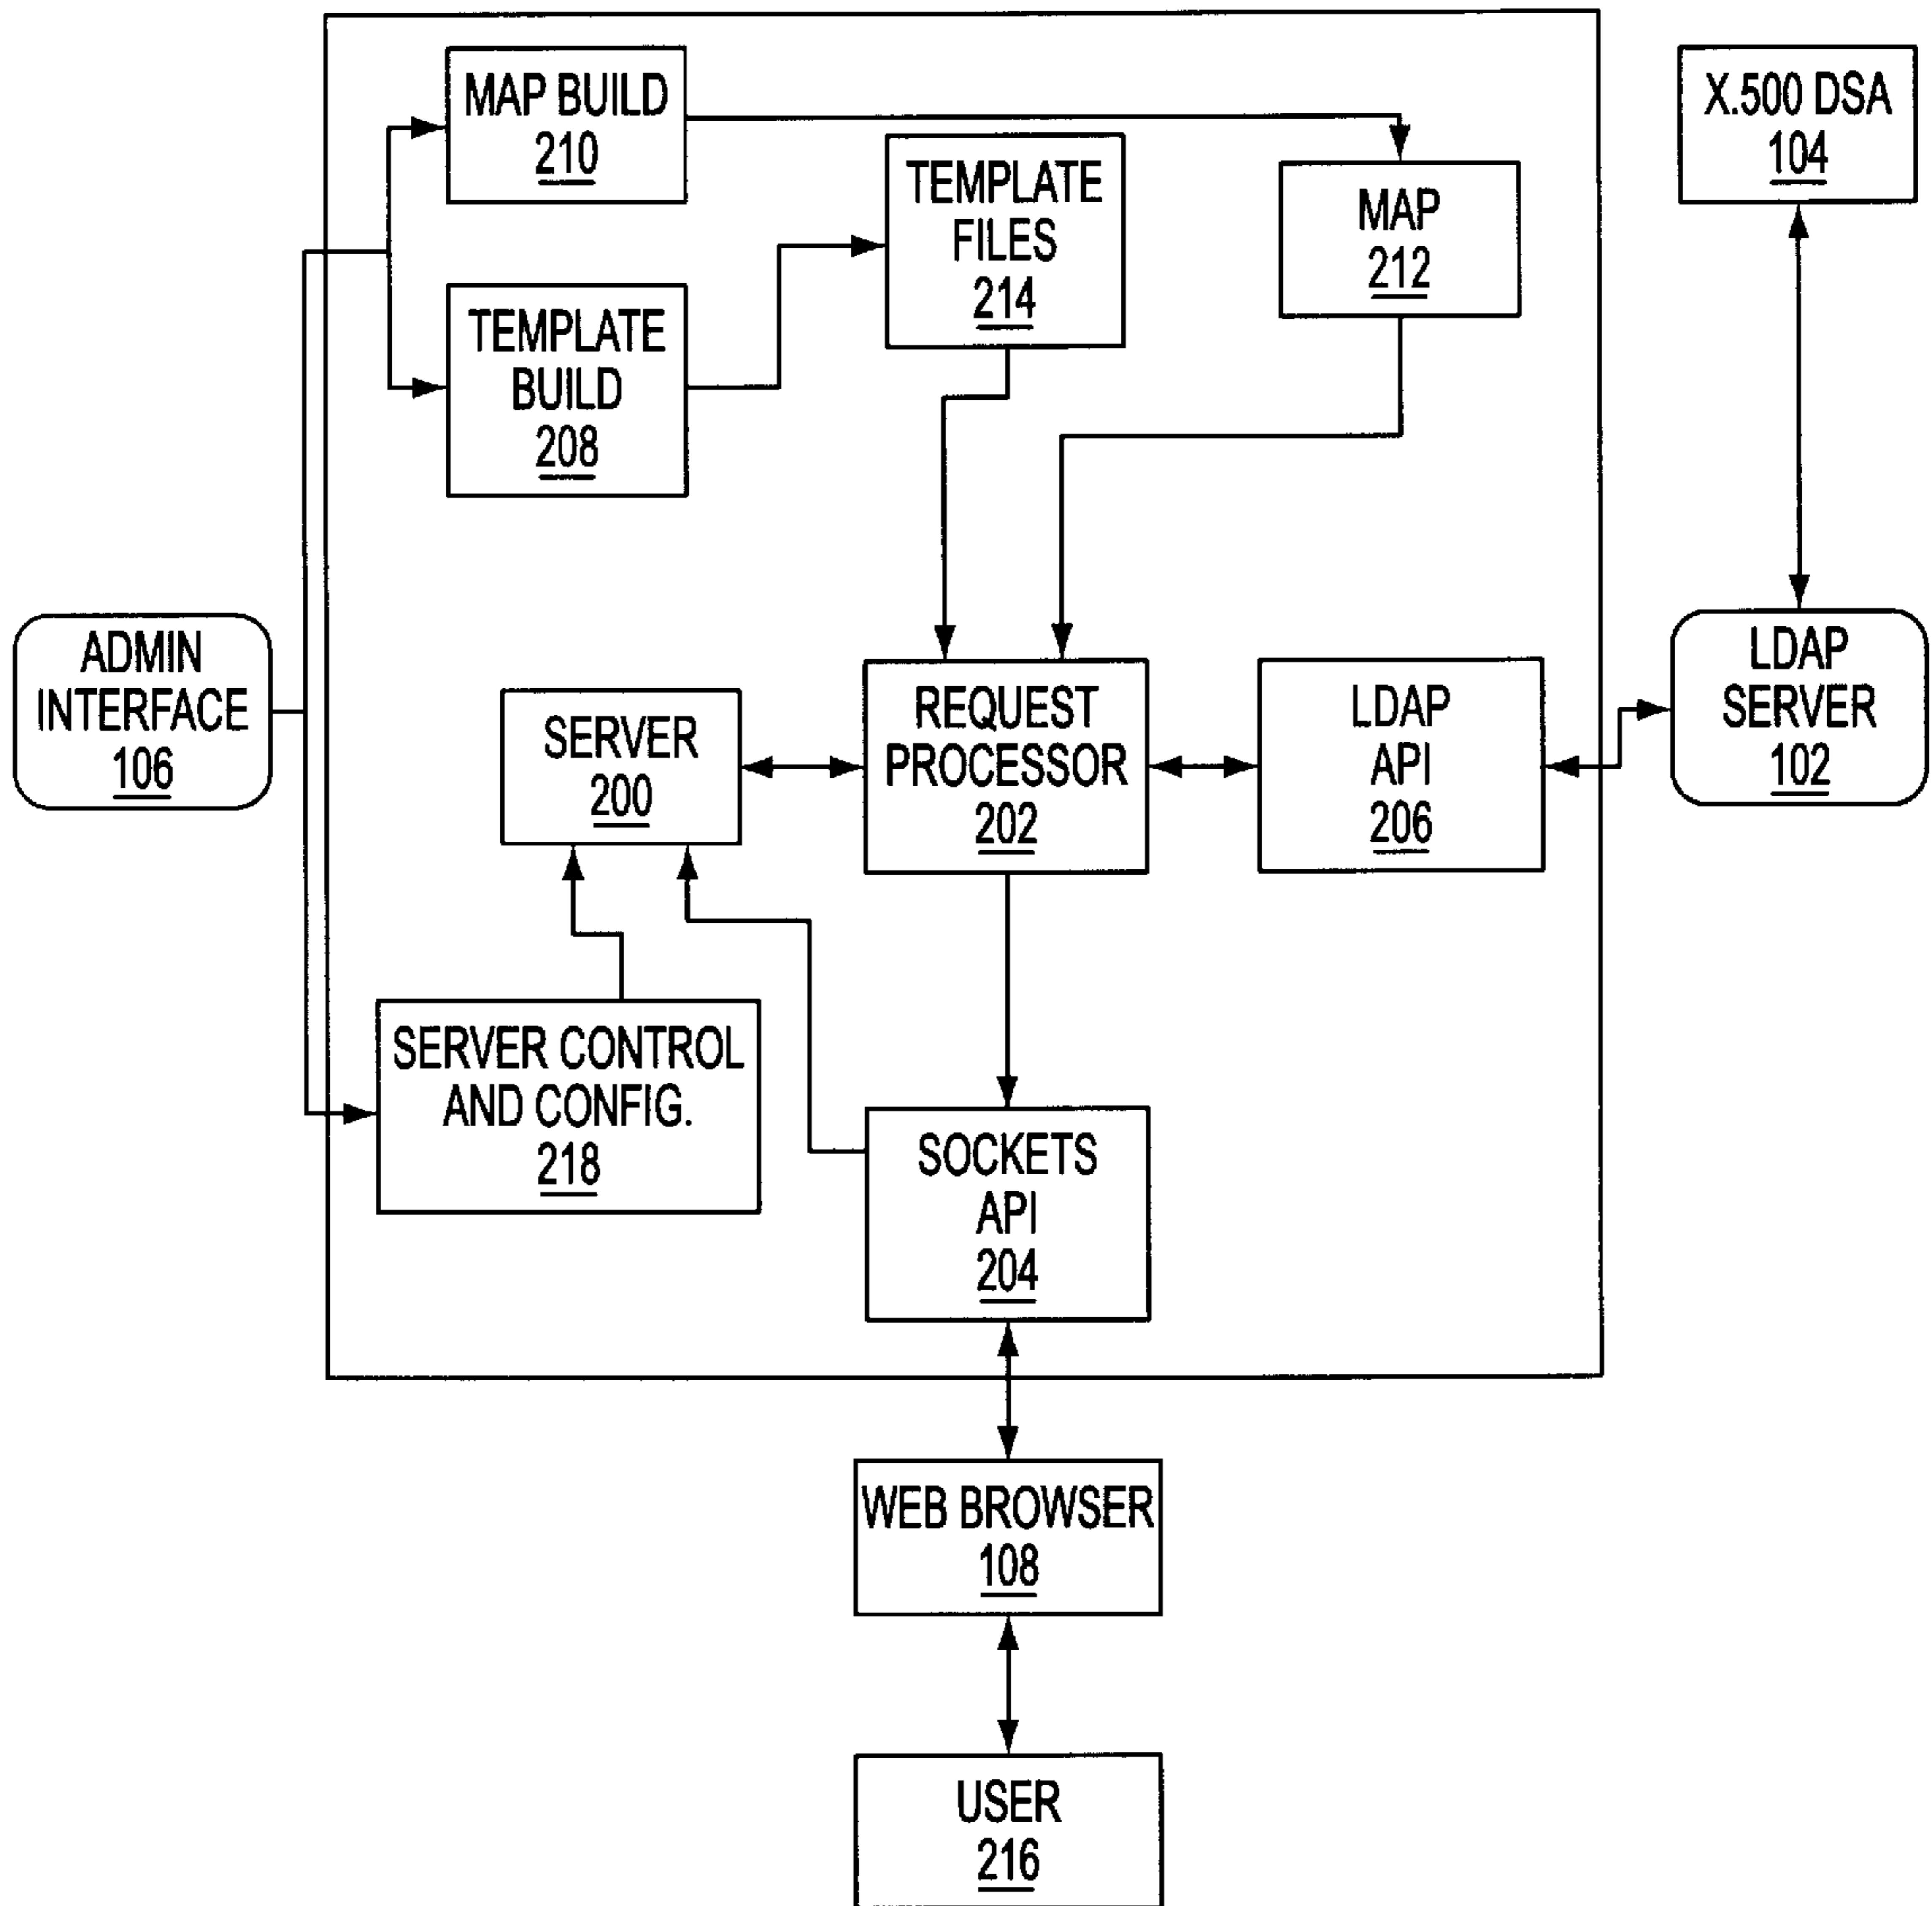 MAP BUILD
210
TEMPLATE
FILES
214
X.500 DSA
104
MAP
212
TEMPLATE
BUILD
208
ADMIN
INTERFACE
106
SERVER
200
REQUEST
PROCESSOR
202
LDAP
API
206
LDAP
SERVER
102
SERVER CONTROL
AND CONFIG.
218
SOCKETS
API
204
WEB BROWSER
108
USER
216